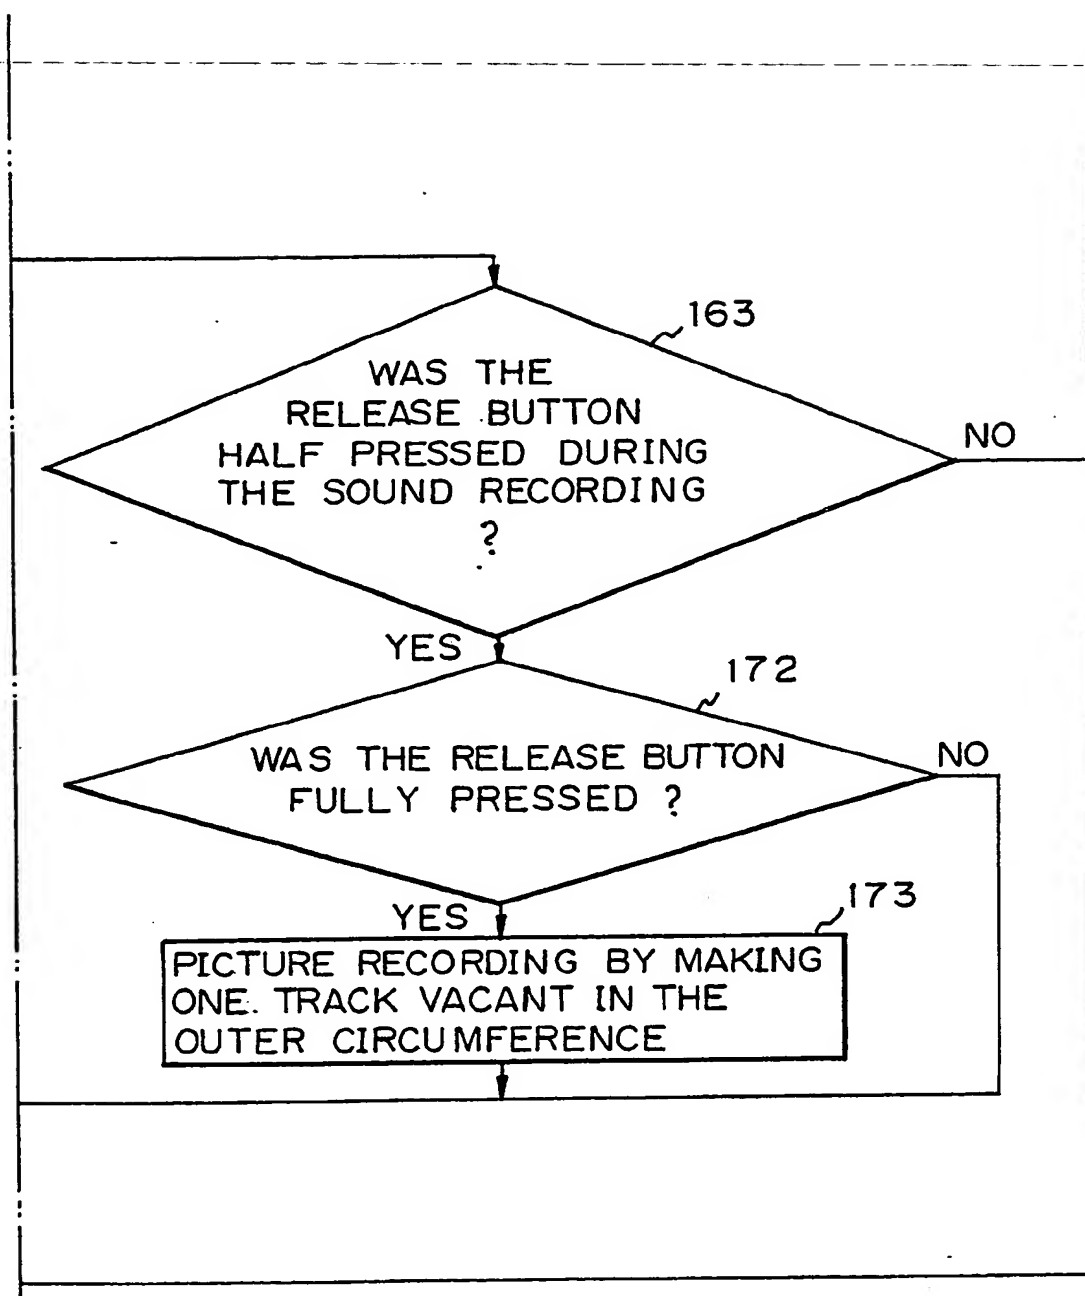 163
WAS THE
RELEASE BUTTON
HALF PRESSED DURING
THE SOUND RECORDING
?
NO
YES
172
WAS THE RELEASE BUTTON
FULLY PRESSED ?
NO
YES
173
PICTURE RECORDING BY MAKING
ONE. TRACK VACANT IN THE
OUTER CIRCUMFERENCE